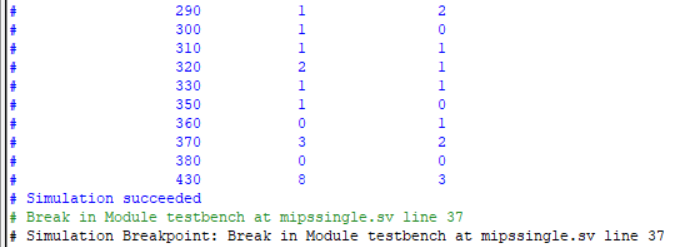 # 290 1 2
# 300 1 0
# 310 1 1
# 320 2 1
# 330 1 1
# 350 1 0
# 360 0 1
# 370 3 2
# 380 0 0
# 430 8 3
# Simulation succeeded
# Break in Module testbench at mipssingle.sv line 37
# Simulation Breakpoint: Break in Module testbench at mipssingle.sv line 37